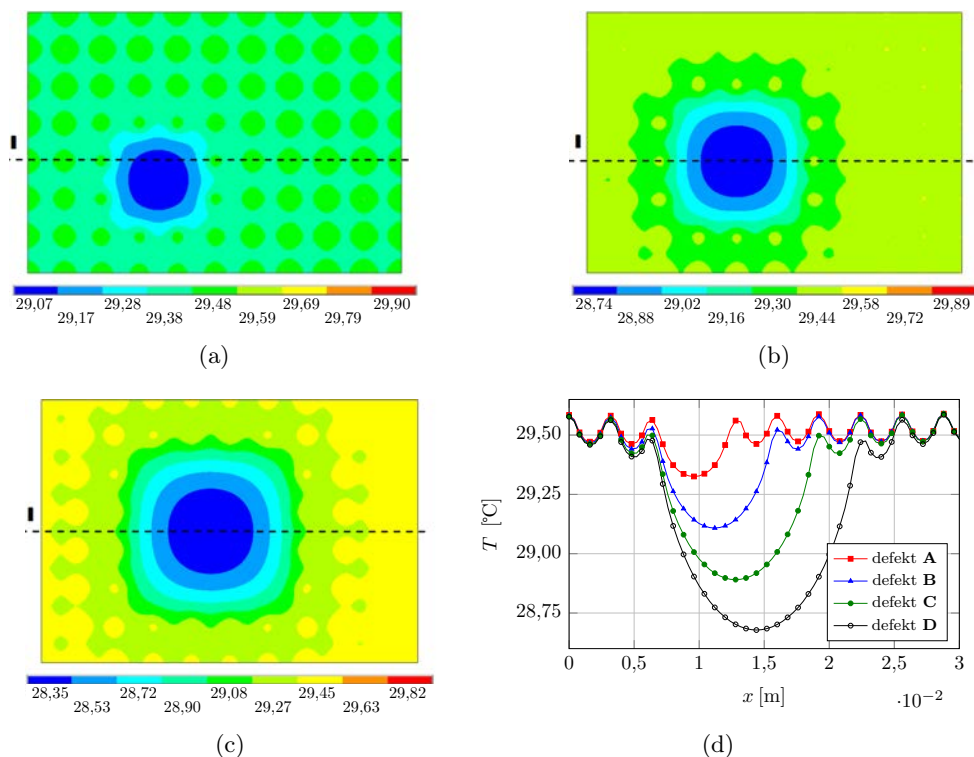 29,07 29,28 29,48 29,69 29,90
29,17 29,38 29,59 29,79
(a)
28,74 29,02 29,30 29,58 29,89
28,88 29,16 29,44 29,72
(b)
28,35 28,72 29,08 29,45 29,82
28,53 28,90 29,27 29,63
(c)
29,50
29,25
29,00
28,75
T [°C]
defekt A
defekt B
defekt C
defekt D
0 0,5 1 1,5 2 2,5 3
x [m]
·10⁻²
(d)